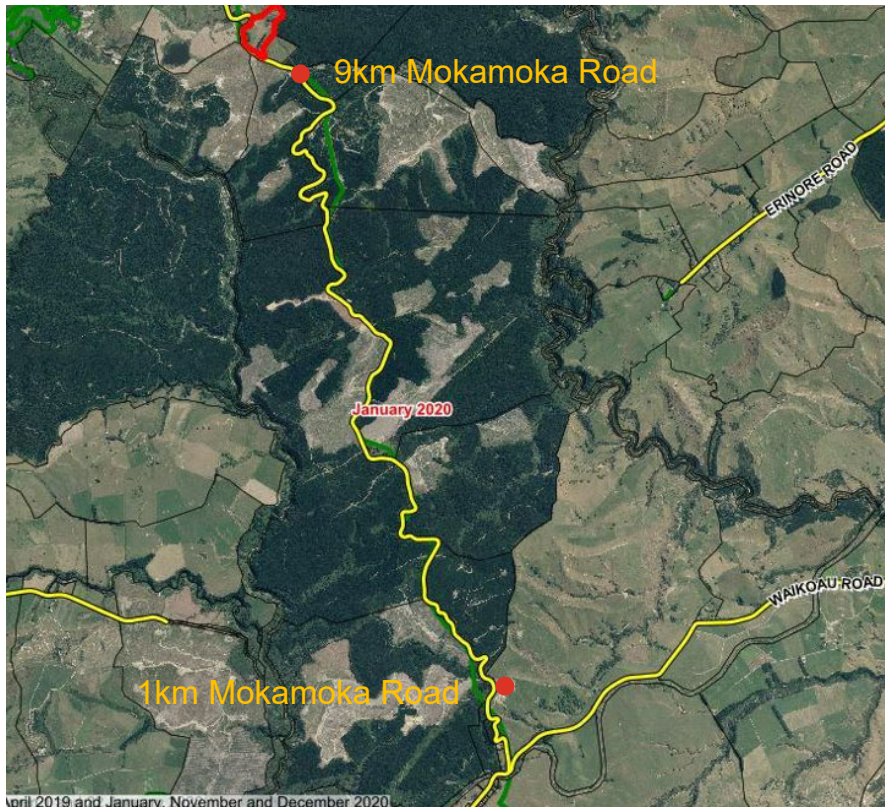 9km Mokamoka Road
ERINORE ROAD
January 2020
WAIKOAU ROAD
1km Mokamoka Road
April 2019 and January, November and December 2020